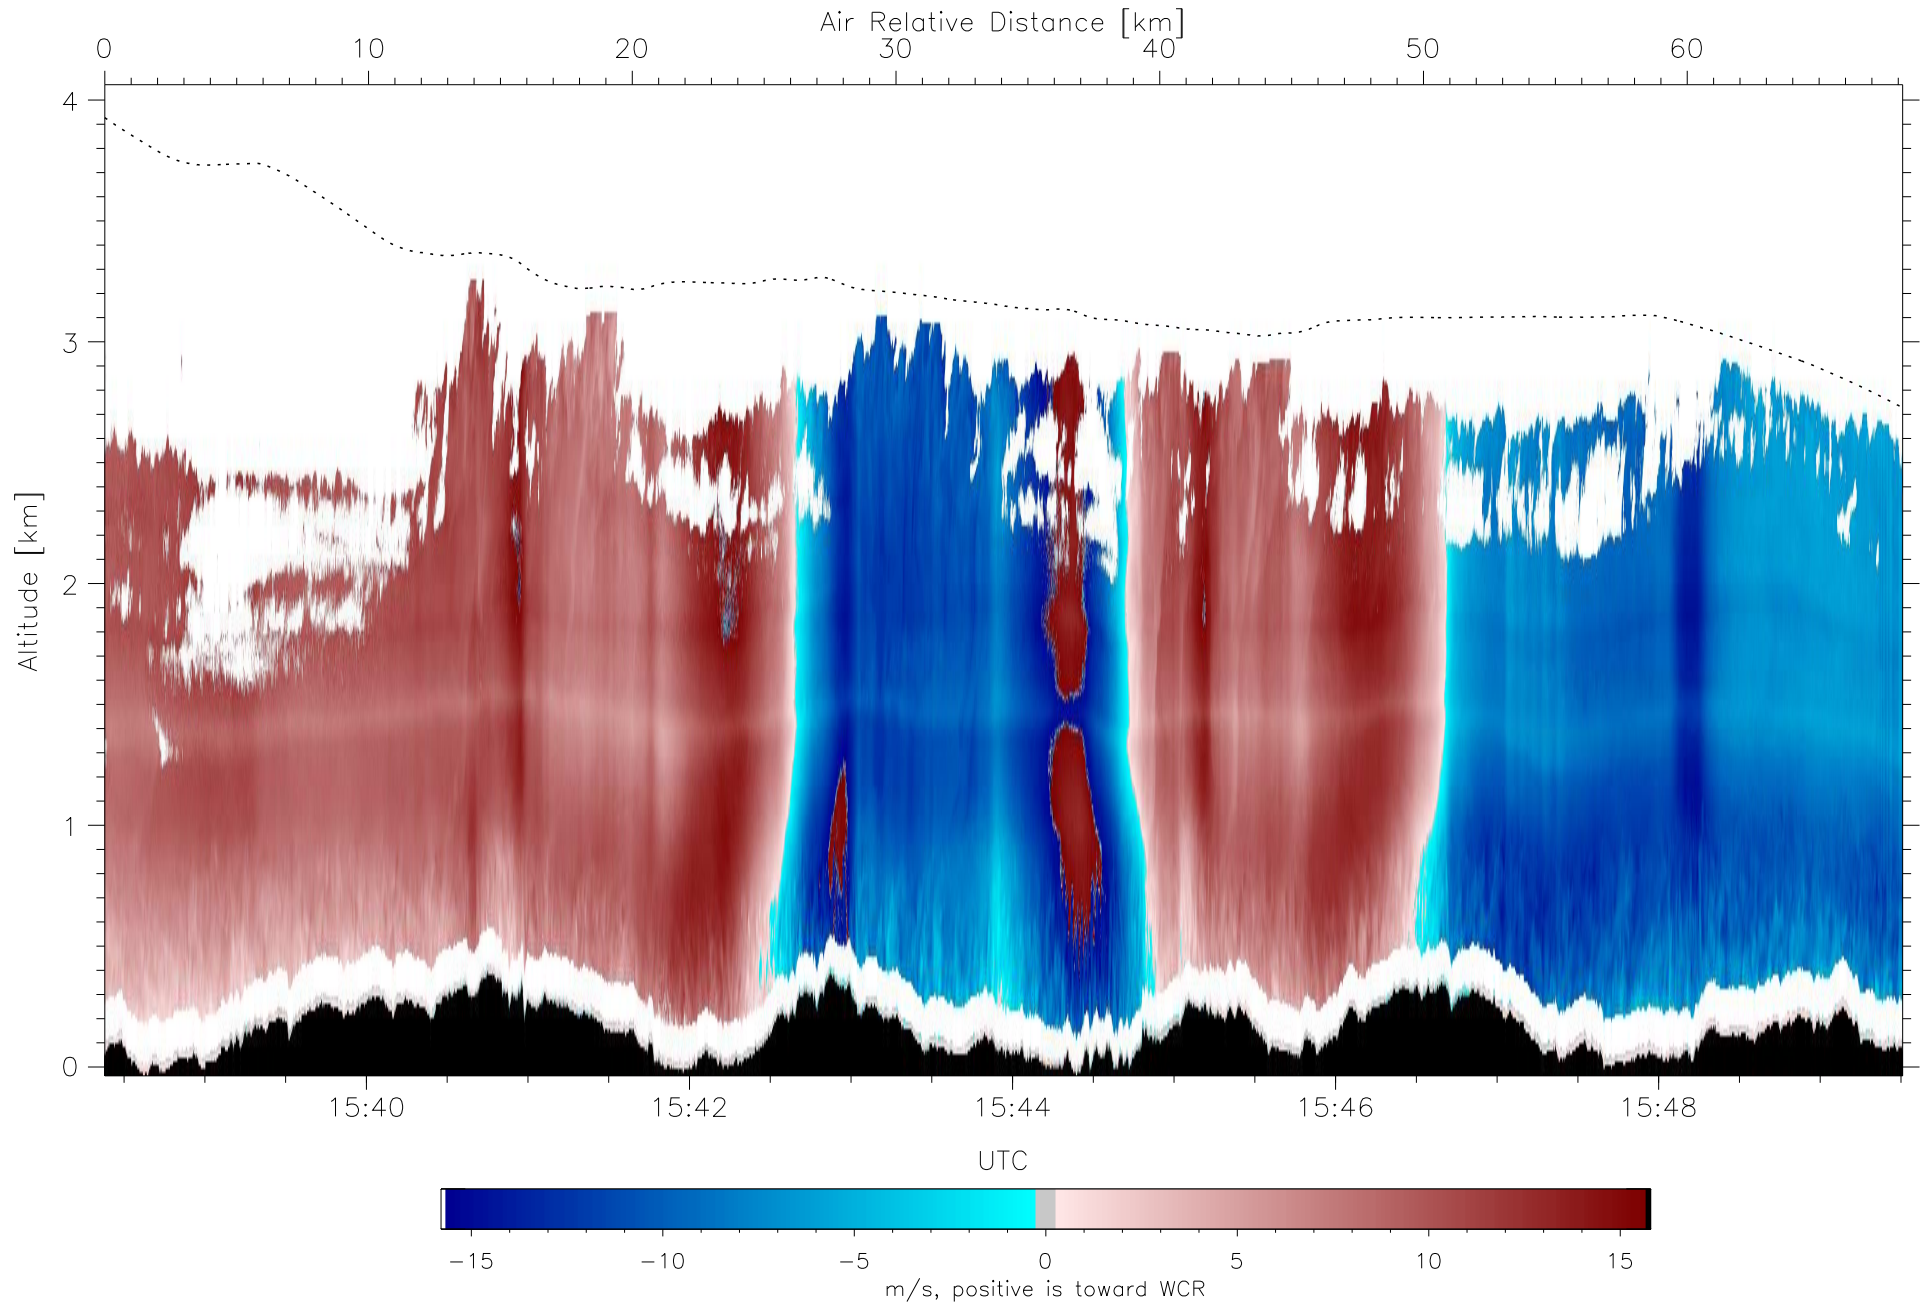 Air Relative Distance [km]
0 10 20 30 40 50 60
4
3
2
1
0
Altitude [km]
15:40 15:42 15:44 15:46 15:48
UTC
−15 −10 −5 0 5 10 15
m/s, positive is toward WCR